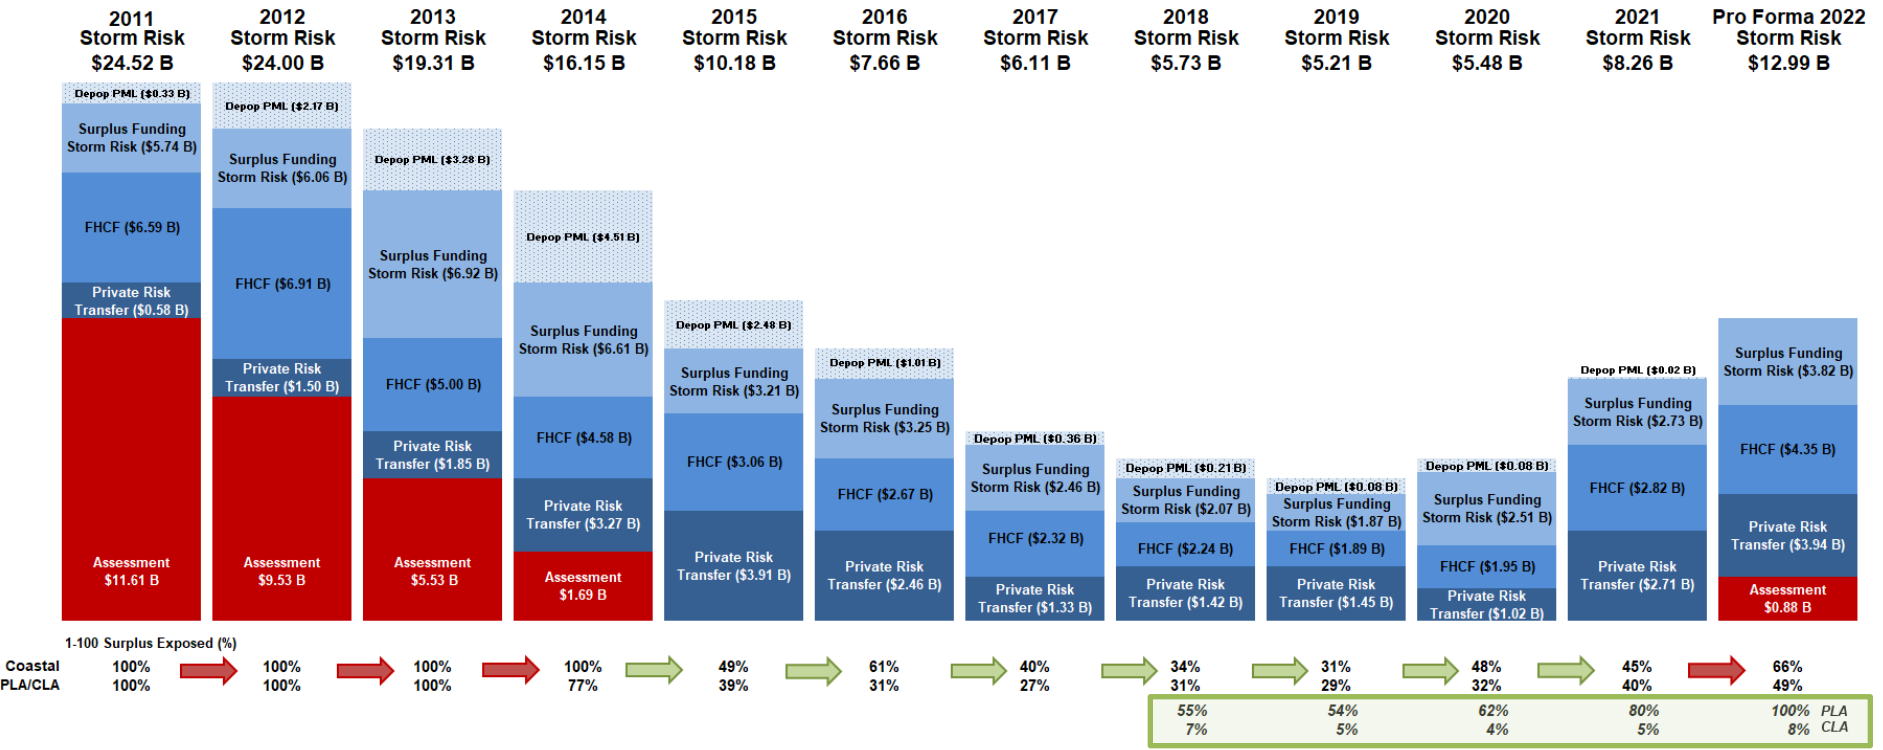 2011
Storm Risk
$24.52 B
Depop PML ($0.33 B)
Surplus Funding
Storm Risk ($5.74 B)
FHCF ($6.59 B)
Private Risk
Transfer ($0.58 B)
Assessment
$11.61 B
2012
Storm Risk
$24.00 B
Depop PML ($2.17 B)
Surplus Funding
Storm Risk ($6.06 B)
FHCF ($6.91 B)
Private Risk
Transfer ($1.50 B)
Assessment
$9.53 B
2013
Storm Risk
$19.31 B
Depop PML ($3.28 B)
Surplus Funding
Storm Risk ($6.92 B)
FHCF ($5.00 B)
Private Risk
Transfer ($1.85 B)
Assessment
$5.53 B
2014
Storm Risk
$16.15 B
Depop PML ($4.51 B)
Surplus Funding
Storm Risk ($6.61 B)
FHCF ($4.58 B)
Private Risk
Transfer ($3.27 B)
Assessment
$1.69 B
2015
Storm Risk
$10.18 B
Depop PML ($2.48 B)
Surplus Funding
Storm Risk ($3.21 B)
FHCF ($3.06 B)
Private Risk
Transfer ($3.91 B)
2016
Storm Risk
$7.66 B
Depop PML ($1.01 B)
Surplus Funding
Storm Risk ($3.25 B)
FHCF ($2.67 B)
Private Risk
Transfer ($2.46 B)
2017
Storm Risk
$6.11 B
Depop PML ($0.36 B)
Surplus Funding
Storm Risk ($2.46 B)
FHCF ($2.32 B)
Private Risk
Transfer ($1.33 B)
2018
Storm Risk
$5.73 B
Depop PML ($0.21 B)
Surplus Funding
Storm Risk ($2.07 B)
FHCF ($2.24 B)
Private Risk
Transfer ($1.42 B)
2019
Storm Risk
$5.21 B
Depop PML ($0.08 B)
Surplus Funding
Storm Risk ($1.87 B)
FHCF ($1.89 B)
Private Risk
Transfer ($1.45 B)
2020
Storm Risk
$5.48 B
Depop PML ($0.08 B)
Surplus Funding
Storm Risk ($2.51 B)
FHCF ($1.95 B)
Private Risk
Transfer ($1.02 B)
2021
Storm Risk
$8.26 B
Depop PML ($0.02 B)
Surplus Funding
Storm Risk ($2.73 B)
FHCF ($2.82 B)
Private Risk
Transfer ($2.71 B)
Pro Forma 2022
Storm Risk
$12.99 B
Surplus Funding
Storm Risk ($3.82 B)
FHCF ($4.35 B)
Private Risk
Transfer ($3.94 B)
Assessment
$0.88 B
1-100 Surplus Exposed (%)
Coastal 100% 100% 100% 100% 49% 61% 40% 34% 31% 48% 45% 66%
PLA/CLA 100% 100% 100% 77% 39% 31% 27% 31% 29% 32% 40% 49%
55% 54% 62% 80% 100% PLA
7% 5% 4% 5% 8% CLA